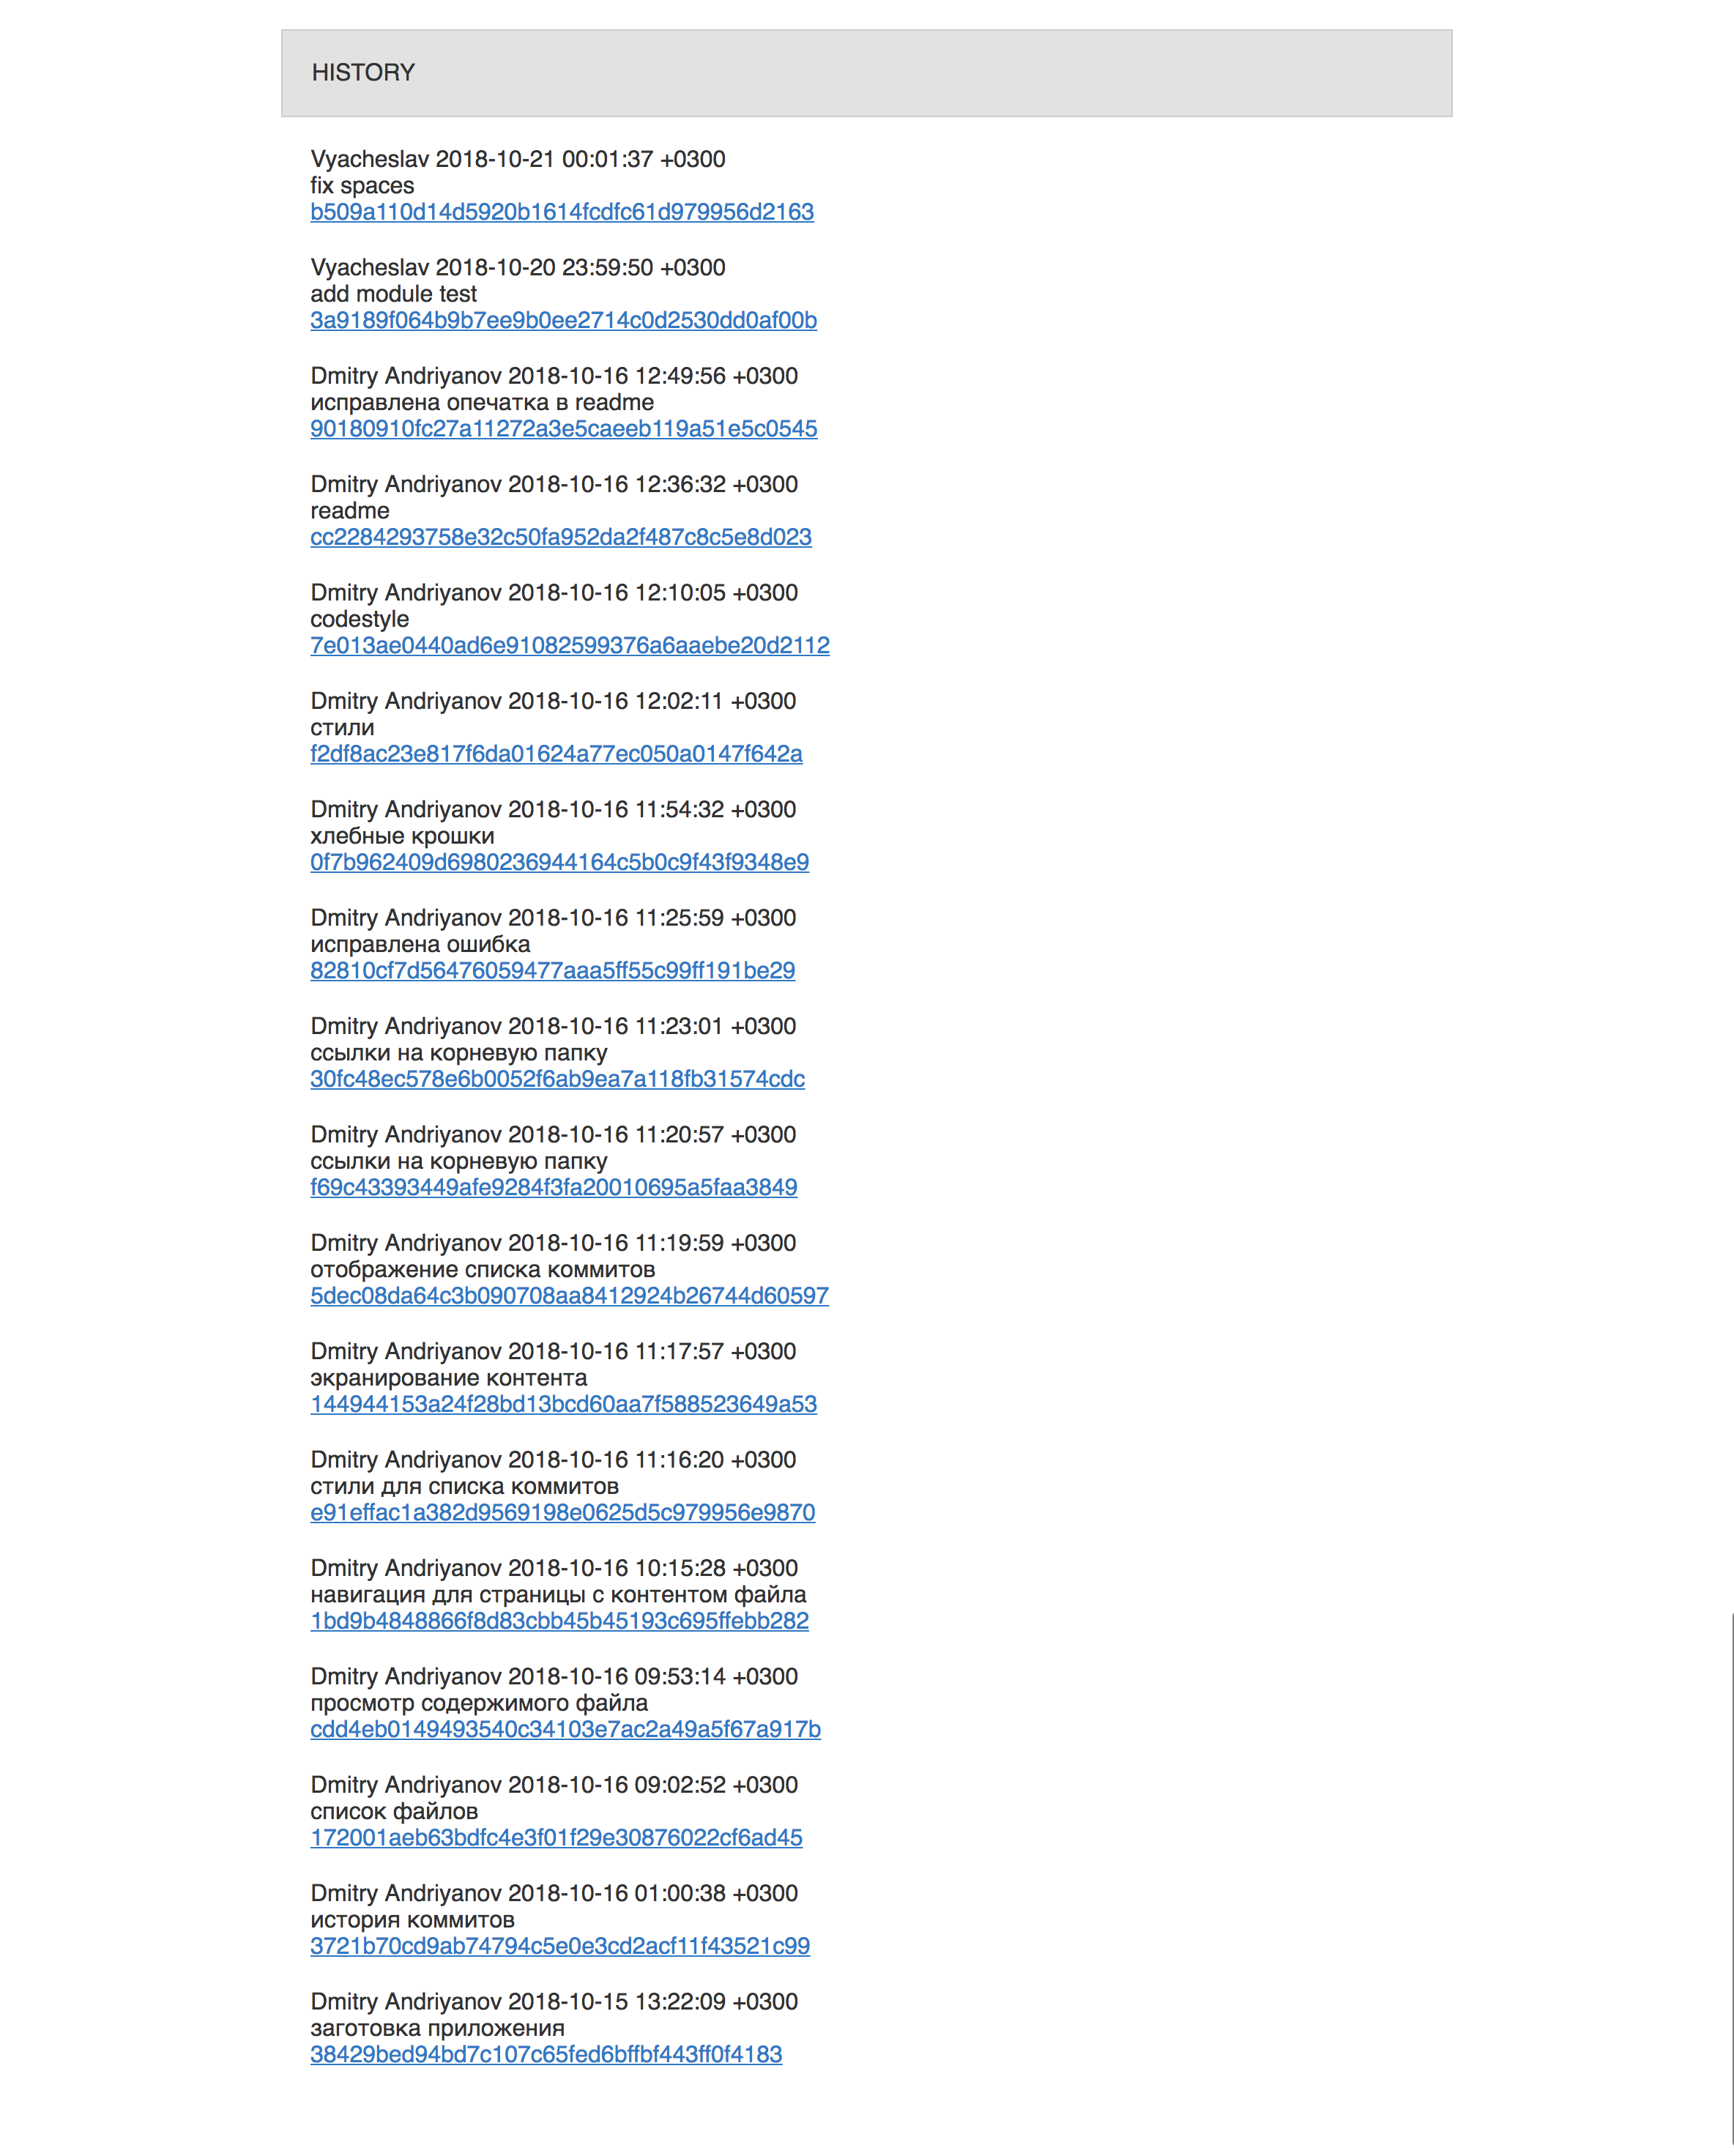 HISTORY
Vyacheslav 2018-10-21 00:01:37 +0300
fix spaces
b509a110d14d5920b1614fcdfc61d979956d2163
Vyacheslav 2018-10-20 23:59:50 +0300
add module test
3a9189f064b9b7ee9b0ee2714c0d2530dd0af00b
Dmitry Andriyanov 2018-10-16 12:49:56 +0300
исправлена опечатка в readme
90180910fc27a11272a3e5caeeb119a51e5c0545
Dmitry Andriyanov 2018-10-16 12:36:32 +0300
readme
cc2284293758e32c50fa952da2f487c8c5e8d023
Dmitry Andriyanov 2018-10-16 12:10:05 +0300
codestyle
7e013ae0440ad6e91082599376a6aaebe20d2112
Dmitry Andriyanov 2018-10-16 12:02:11 +0300
стили
f2df8ac23e817f6da01624a77ec050a0147f642a
Dmitry Andriyanov 2018-10-16 11:54:32 +0300
хлебные крошки
0f7b962409d6980236944164c5b0c9f43f9348e9
Dmitry Andriyanov 2018-10-16 11:25:59 +0300
исправлена ошибка
82810cf7d56476059477aaa5ff55c99ff191be29
Dmitry Andriyanov 2018-10-16 11:23:01 +0300
ссылки на корневую папку
30fc48ec578e6b0052f6ab9ea7a118fb31574cdc
Dmitry Andriyanov 2018-10-16 11:20:57 +0300
ссылки на корневую папку
f69c43393449afe9284f3fa20010695a5faa3849
Dmitry Andriyanov 2018-10-16 11:19:59 +0300
отображение списка коммитов
5dec08da64c3b090708aa8412924b26744d60597
Dmitry Andriyanov 2018-10-16 11:17:57 +0300
экранирование контента
144944153a24f28bd13bcd60aa7f588523649a53
Dmitry Andriyanov 2018-10-16 11:16:20 +0300
стили для списка коммитов
e91effac1a382d9569198e0625d5c979956e9870
Dmitry Andriyanov 2018-10-16 10:15:28 +0300
навигация для страницы с контентом файла
1bd9b4848866f8d83cbb45b45193c695ffebb282
Dmitry Andriyanov 2018-10-16 09:53:14 +0300
просмотр содержимого файла
cdd4eb0149493540c34103e7ac2a49a5f67a917b
Dmitry Andriyanov 2018-10-16 09:02:52 +0300
список файлов
172001aeb63bdfc4e3f01f29e30876022cf6ad45
Dmitry Andriyanov 2018-10-16 01:00:38 +0300
история коммитов
3721b70cd9ab74794c5e0e3cd2acf11f43521c99
Dmitry Andriyanov 2018-10-15 13:22:09 +0300
заготовка приложения
38429bed94bd7c107c65fed6bffbf443ff0f4183